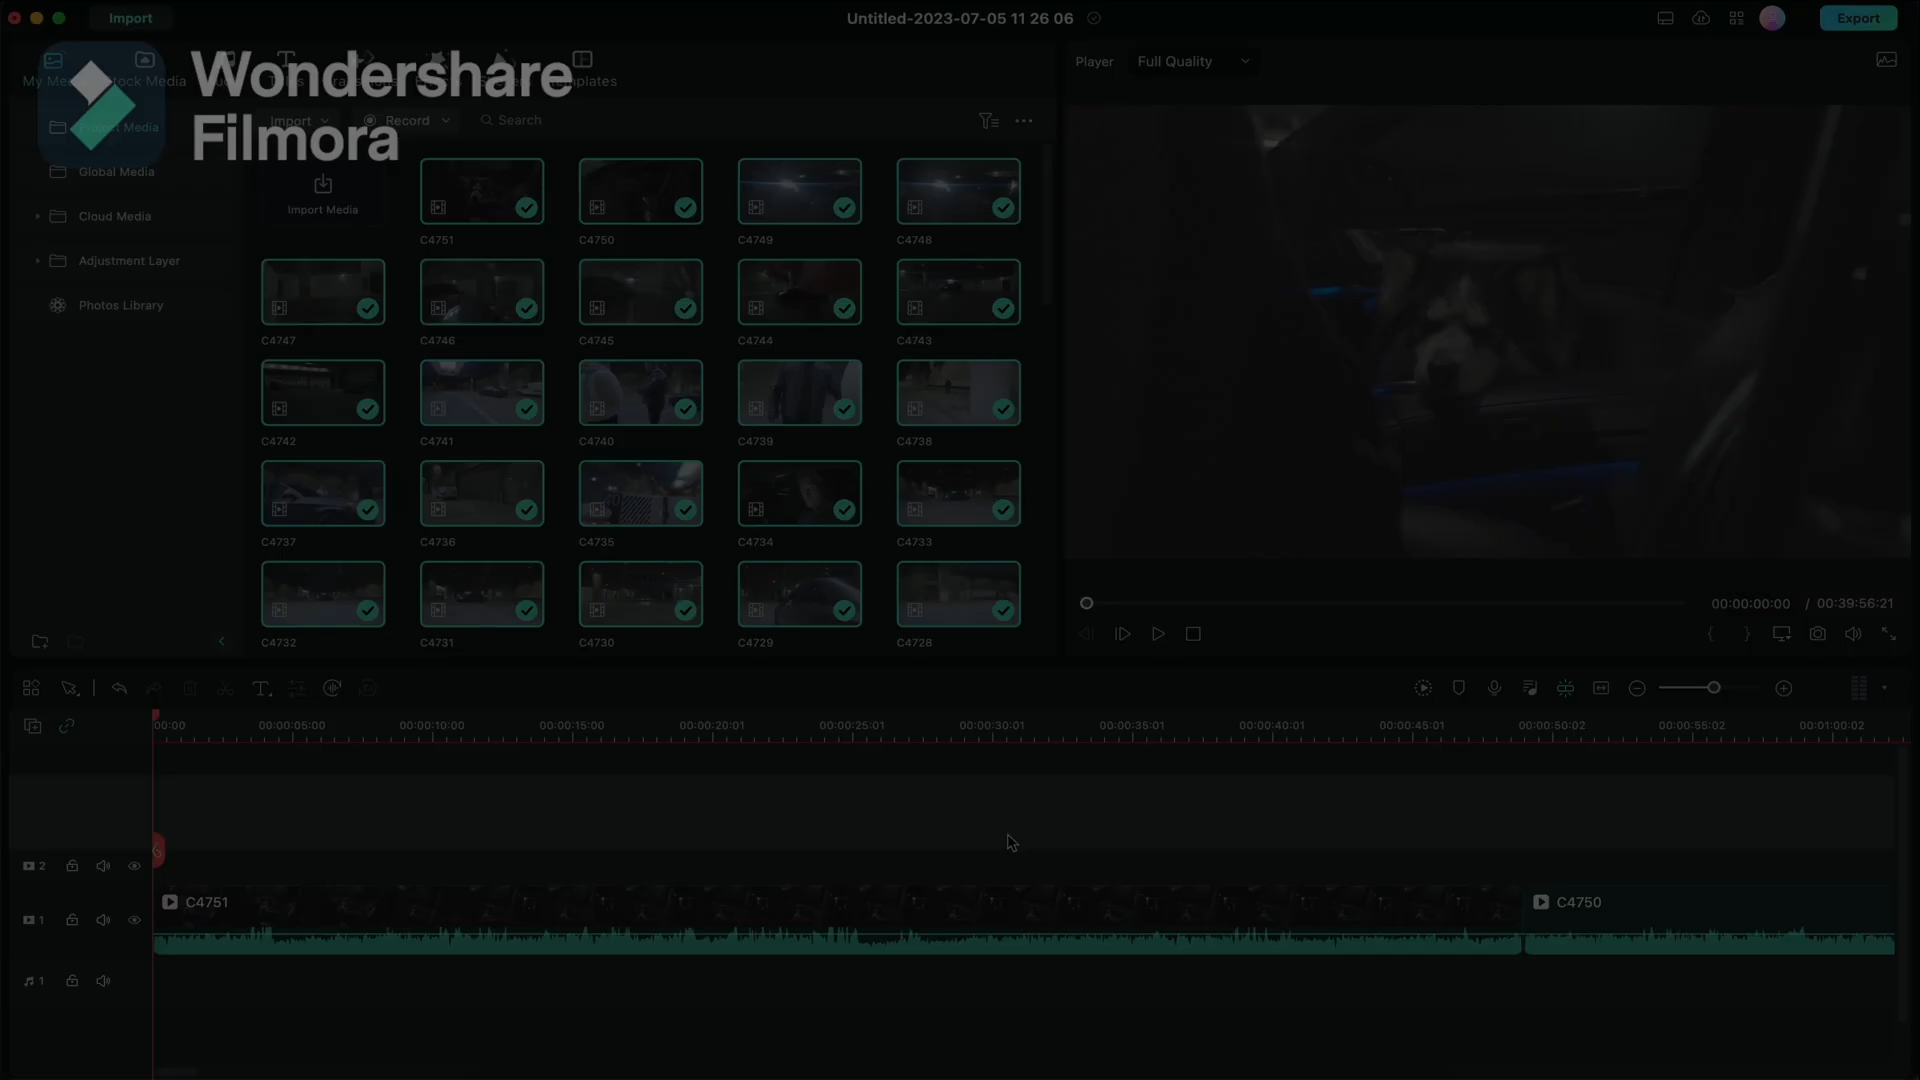 Import
Untitled-2023-07-05 11 26 06
Export
Wondershare
Filmora
Player
Full Quality
Import
Record
Search
Project Media
Global Media
Cloud Media
Adjustment Layer
Photos Library
Import Media
C4751
C4750
C4749
C4748
C4747
C4746
C4745
C4744
C4743
C4742
C4741
C4740
C4739
C4738
C4737
C4736
C4735
C4734
C4733
C4732
C4731
C4730
C4729
C4728
00:00:00:00 / 00:39:56:21
00:00
00:00:05:00
00:00:10:00
00:00:15:00
00:00:20:01
00:00:25:01
00:00:30:01
00:00:35:01
00:00:40:01
00:00:45:01
00:00:50:02
00:00:55:02
00:01:00:02
2
C4751
C4750
1
1